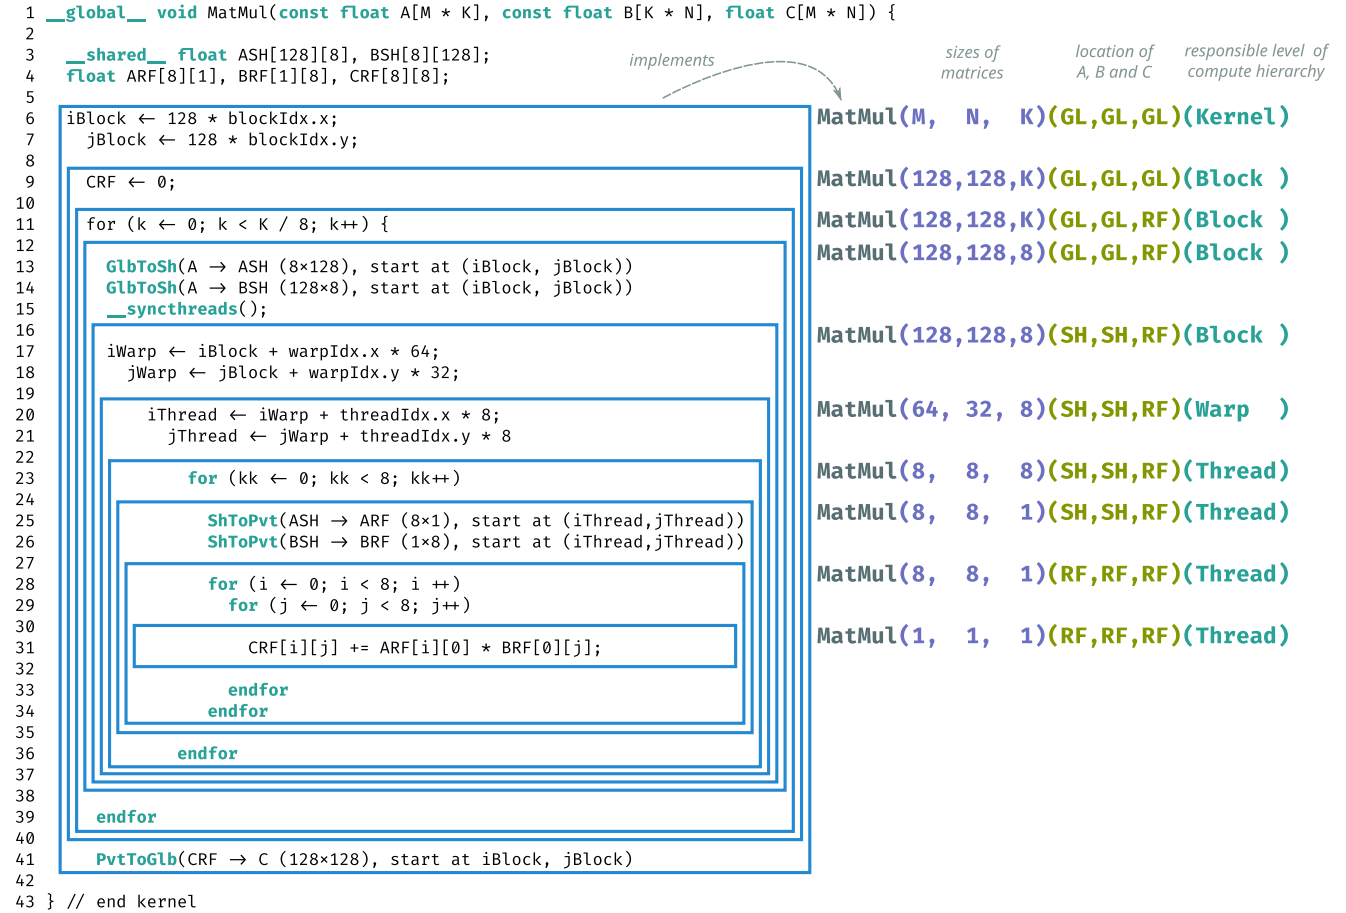 1 __global__ void MatMul(const float A[M * K], const float B[K * N], float C[M * N]) {
2
3 __shared__ float ASH[128][8], BSH[8][128];
4 float ARF[8][1], BRF[1][8], CRF[8][8];
implements
sizes of matrices
location of A, B and C
responsible level of compute hierarchy
5
6 iBlock ← 128 * blockIdx.x; MatMul(M, N, K)(GL,GL,GL)(Kernel)
7 jBlock ← 128 * blockIdx.y;
8
9 CRF ← 0; MatMul(128,128,K)(GL,GL,GL)(Block )
10
11 for (k ← 0; k < K / 8; k++) { MatMul(128,128,K)(GL,GL,RF)(Block )
12 MatMul(128,128,8)(GL,GL,RF)(Block )
13 GlbToSh(A → ASH (8×128), start at (iBlock, jBlock))
14 GlbToSh(A → BSH (128×8), start at (iBlock, jBlock))
15 __syncthreads();
16 MatMul(128,128,8)(SH,SH,RF)(Block )
17 iWarp ← iBlock + warpIdx.x * 64;
18 jWarp ← jBlock + warpIdx.y * 32;
19
20 iThread ← iWarp + threadIdx.x * 8; MatMul(64, 32, 8)(SH,SH,RF)(Warp )
21 jThread ← jWarp + threadIdx.y * 8
22
23 for (kk ← 0; kk < 8; kk++) MatMul(8, 8, 8)(SH,SH,RF)(Thread)
24
25 ShToPvt(ASH → ARF (8×1), start at (iThread,jThread)) MatMul(8, 8, 1)(SH,SH,RF)(Thread)
26 ShToPvt(BSH → BRF (1×8), start at (iThread,jThread))
27
28 for (i ← 0; i < 8; i ++) MatMul(8, 8, 1)(RF,RF,RF)(Thread)
29 for (j ← 0; j < 8; j++)
30
31 CRF[i][j] += ARF[i][0] * BRF[0][j]; MatMul(1, 1, 1)(RF,RF,RF)(Thread)
32
33 endfor
34 endfor
35
36 endfor
37
38
39 endfor
40
41 PvtToGlb(CRF → C (128×128), start at iBlock, jBlock)
42
43 } // end kernel